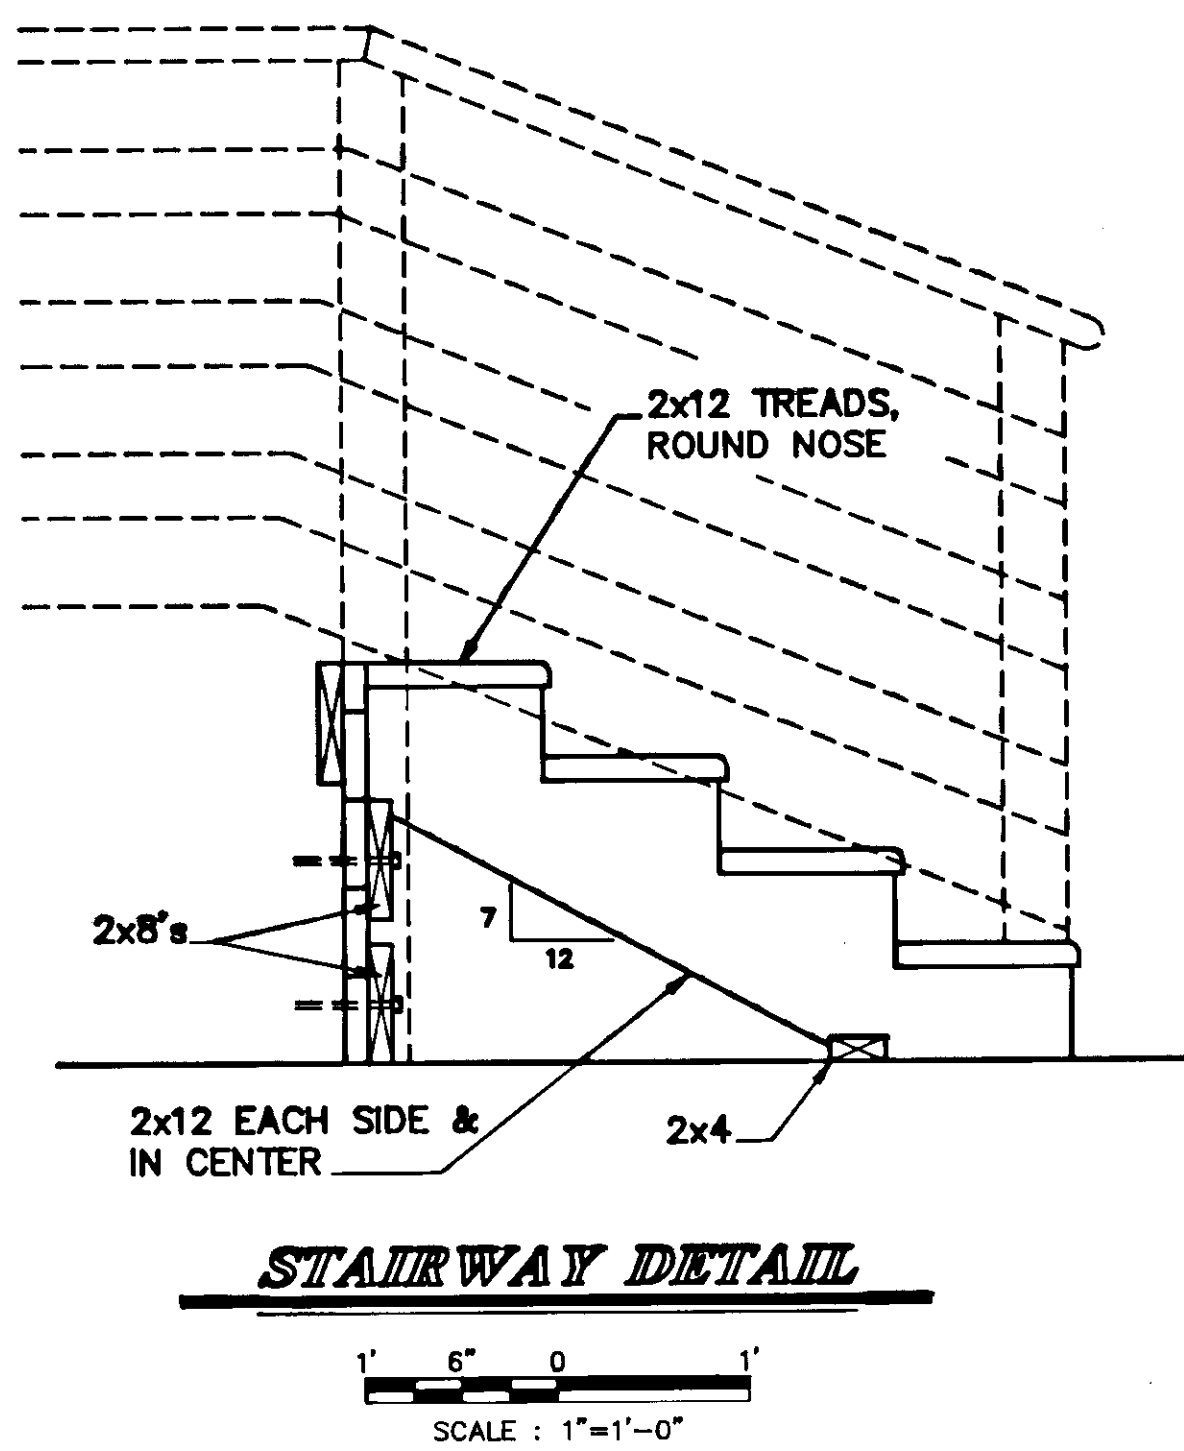 2x12 TREADS,
ROUND NOSE
7
12
2x8's
2x12 EACH SIDE &
IN CENTER
2x4
STAIRWAY DETAIL
1' 6" 0 1'
SCALE : 1"=1'-0"